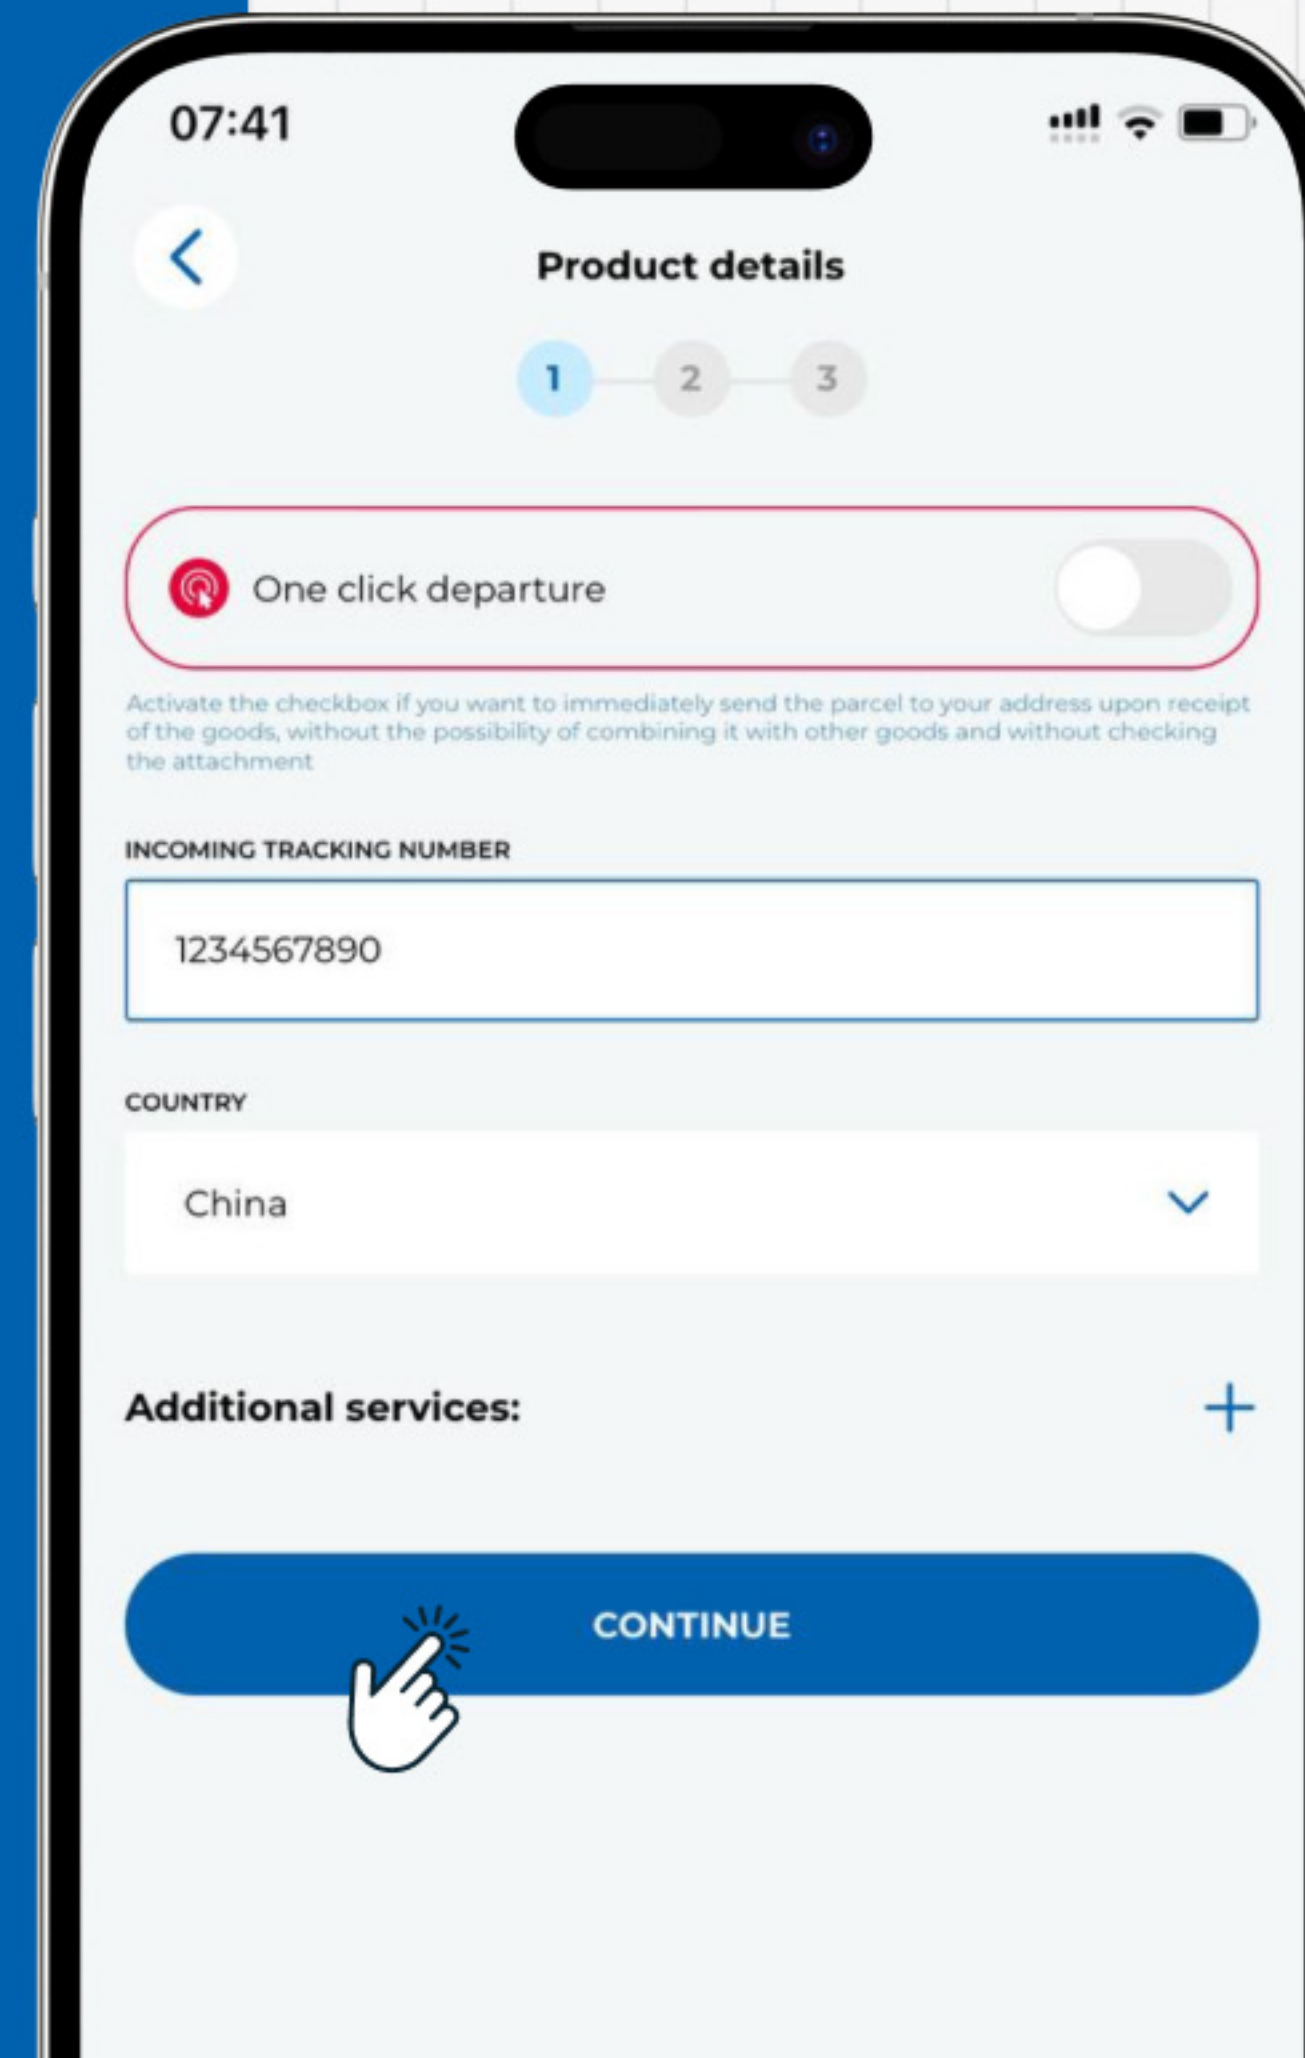 07:41
Product details
1 2 3
One click departure
Activate the checkbox if you want to immediately send the parcel to your address upon receipt
of the goods, without the possibility of combining it with other goods and without checking
the attachment
INCOMING TRACKING NUMBER
1234567890
COUNTRY
China
Additional services:
CONTINUE